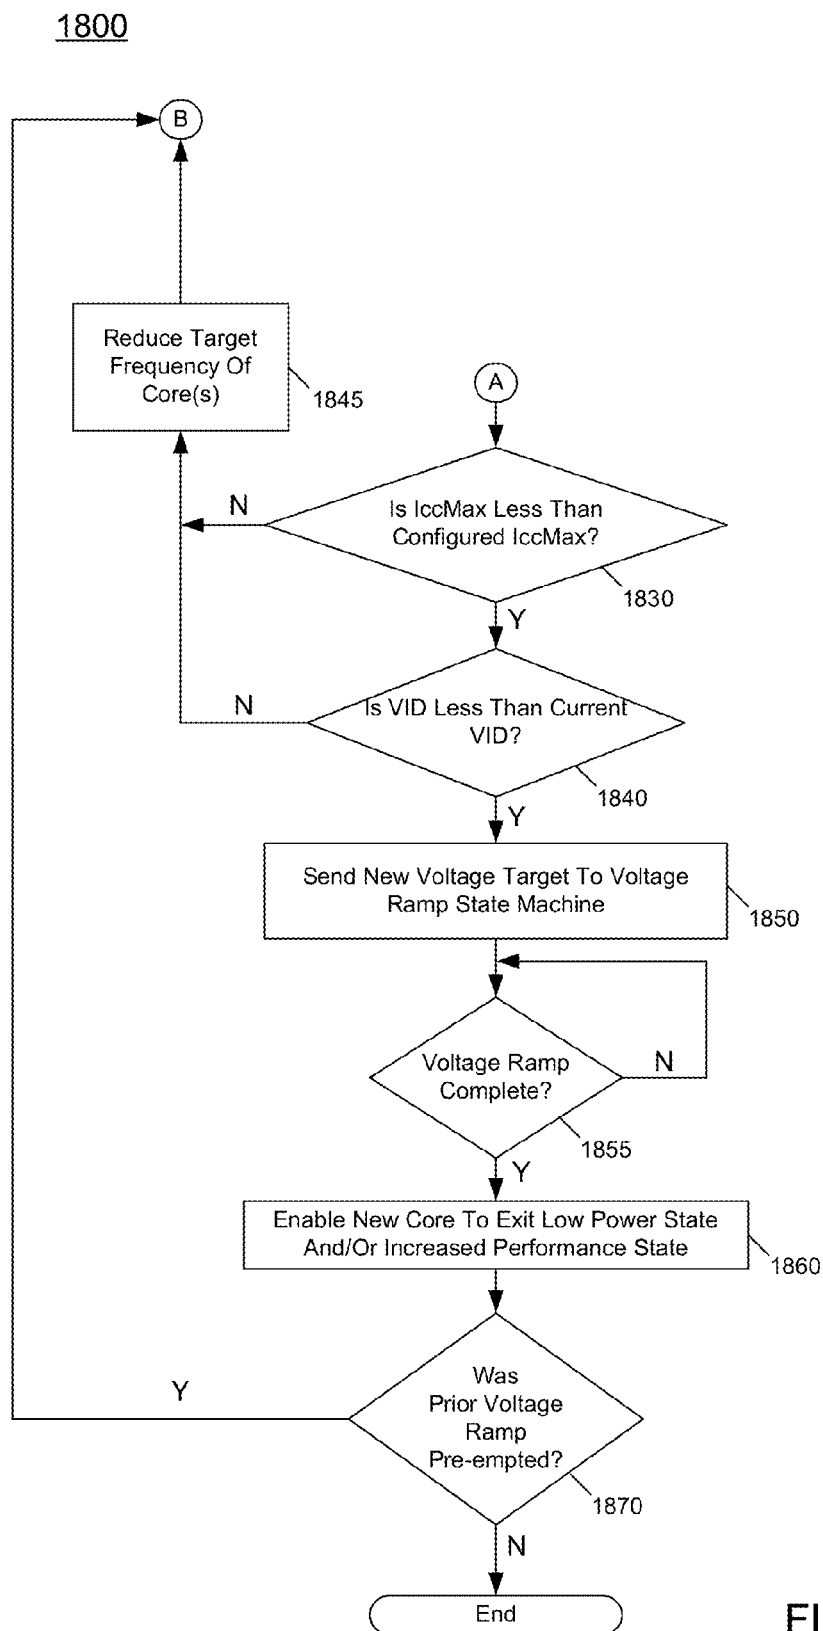 1800
B
Reduce Target
Frequency Of
Core(s)
1845
A
N
Is IccMax Less Than
Configured IccMax?
1830
Y
N
Is VID Less Than Current
VID?
1840
Y
Send New Voltage Target To Voltage
Ramp State Machine
1850
Voltage Ramp
Complete?
N
1855
Y
Enable New Core To Exit Low Power State
And/Or Increased Performance State
1860
Y
Was
Prior Voltage
Ramp
Pre-empted?
1870
N
End